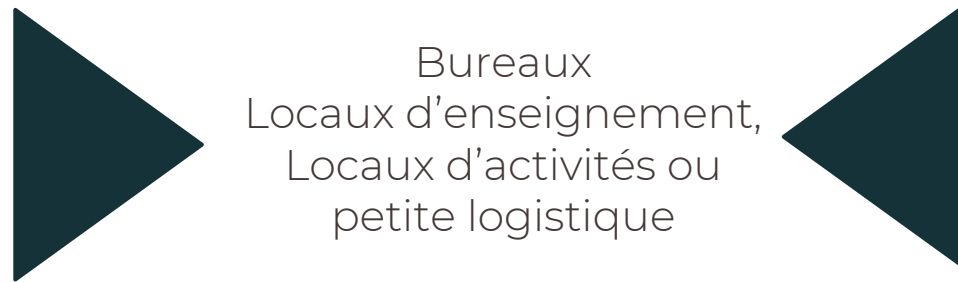 Bureaux
Locaux d’enseignement,
Locaux d’activités ou
petite logistique